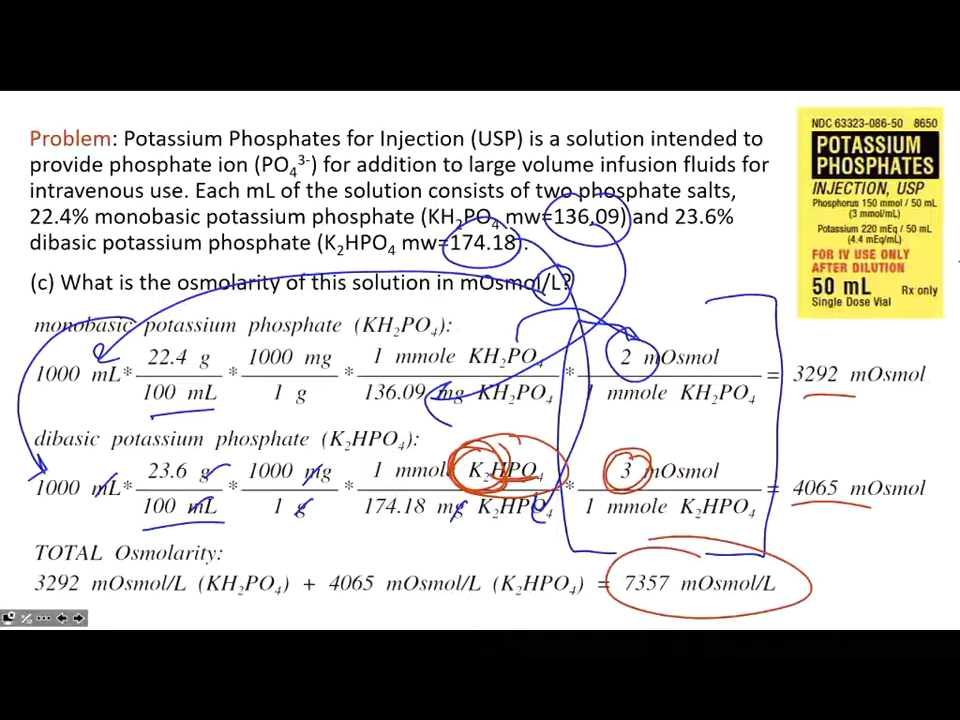 Problem: Potassium Phosphates for Injection (USP) is a solution intended to
provide phosphate ion (PO₄³⁻) for addition to large volume infusion fluids for
intravenous use. Each mL of the solution consists of two phosphate salts,
22.4% monobasic potassium phosphate (KH₂PO₄ mw=136.09) and 23.6%
dibasic potassium phosphate (K₂HPO₄ mw=174.18).
(c) What is the osmolarity of this solution in mOsmol/L?
monobasic potassium phosphate (KH₂PO₄):
1000 mL* 22.4 g / 100 mL * 1000 mg / 1 g * 1 mmole KH₂PO₄ / 136.09 mg KH₂PO₄ * 2 mOsmol / 1 mmole KH₂PO₄ = 3292 mOsmol
dibasic potassium phosphate (K₂HPO₄):
1000 mL* 23.6 g / 100 mL * 1000 mg / 1 g * 1 mmole K₂HPO₄ / 174.18 mg K₂HPO₄ * 3 mOsmol / 1 mmole K₂HPO₄ = 4065 mOsmol
TOTAL Osmolarity:
3292 mOsmol/L (KH₂PO₄) + 4065 mOsmol/L (K₂HPO₄) = 7357 mOsmol/L
NDC 63323-086-50 8650
POTASSIUM
PHOSPHATES
INJECTION, USP
Phosphorus 150 mmol / 50 mL
(3 mmol/mL)
Potassium 220 mEq / 50 mL
(4.4 mEq/mL)
FOR IV USE ONLY
AFTER DILUTION
50 mL Rx only
Single Dose Vial